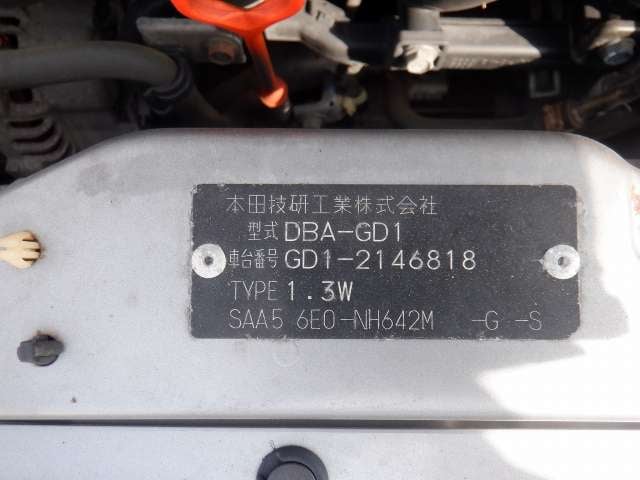 本田技研工業株式会社
型式 DBA-GD1
車台番号 GD1-2146818
TYPE 1.3W
SAA5 6E0-NH642M -G -S